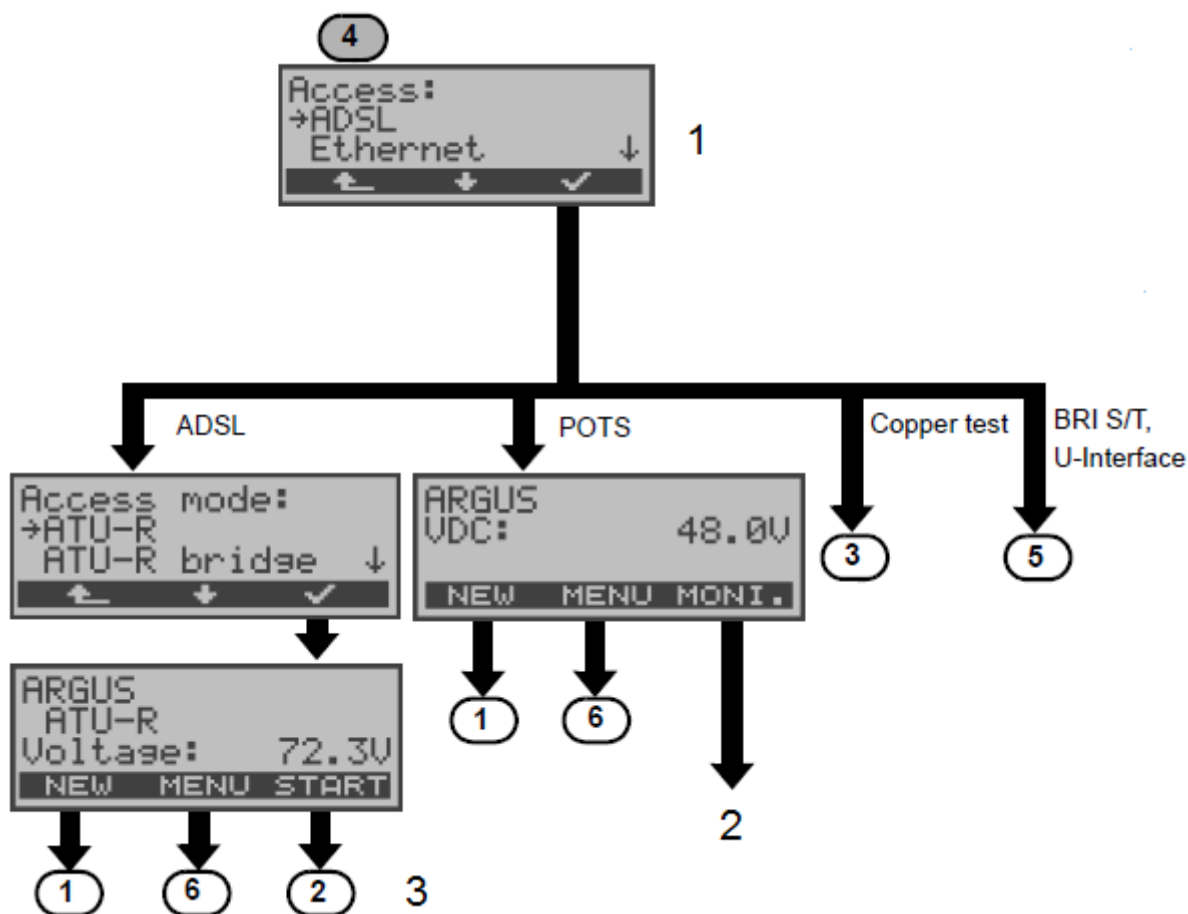 4
Access:
→ADSL
Ethernet ↓
1
ADSL
POTS
Copper test
BRI S/T,
U-Interface
Access mode:
→ATU-R
ATU-R bridge ↓
ARGUS
VDC: 48.0V
NEW MENU MONI.
3
5
ARGUS
ATU-R
Voltage: 72.3V
NEW MENU START
1
6
2
1
6
2
3